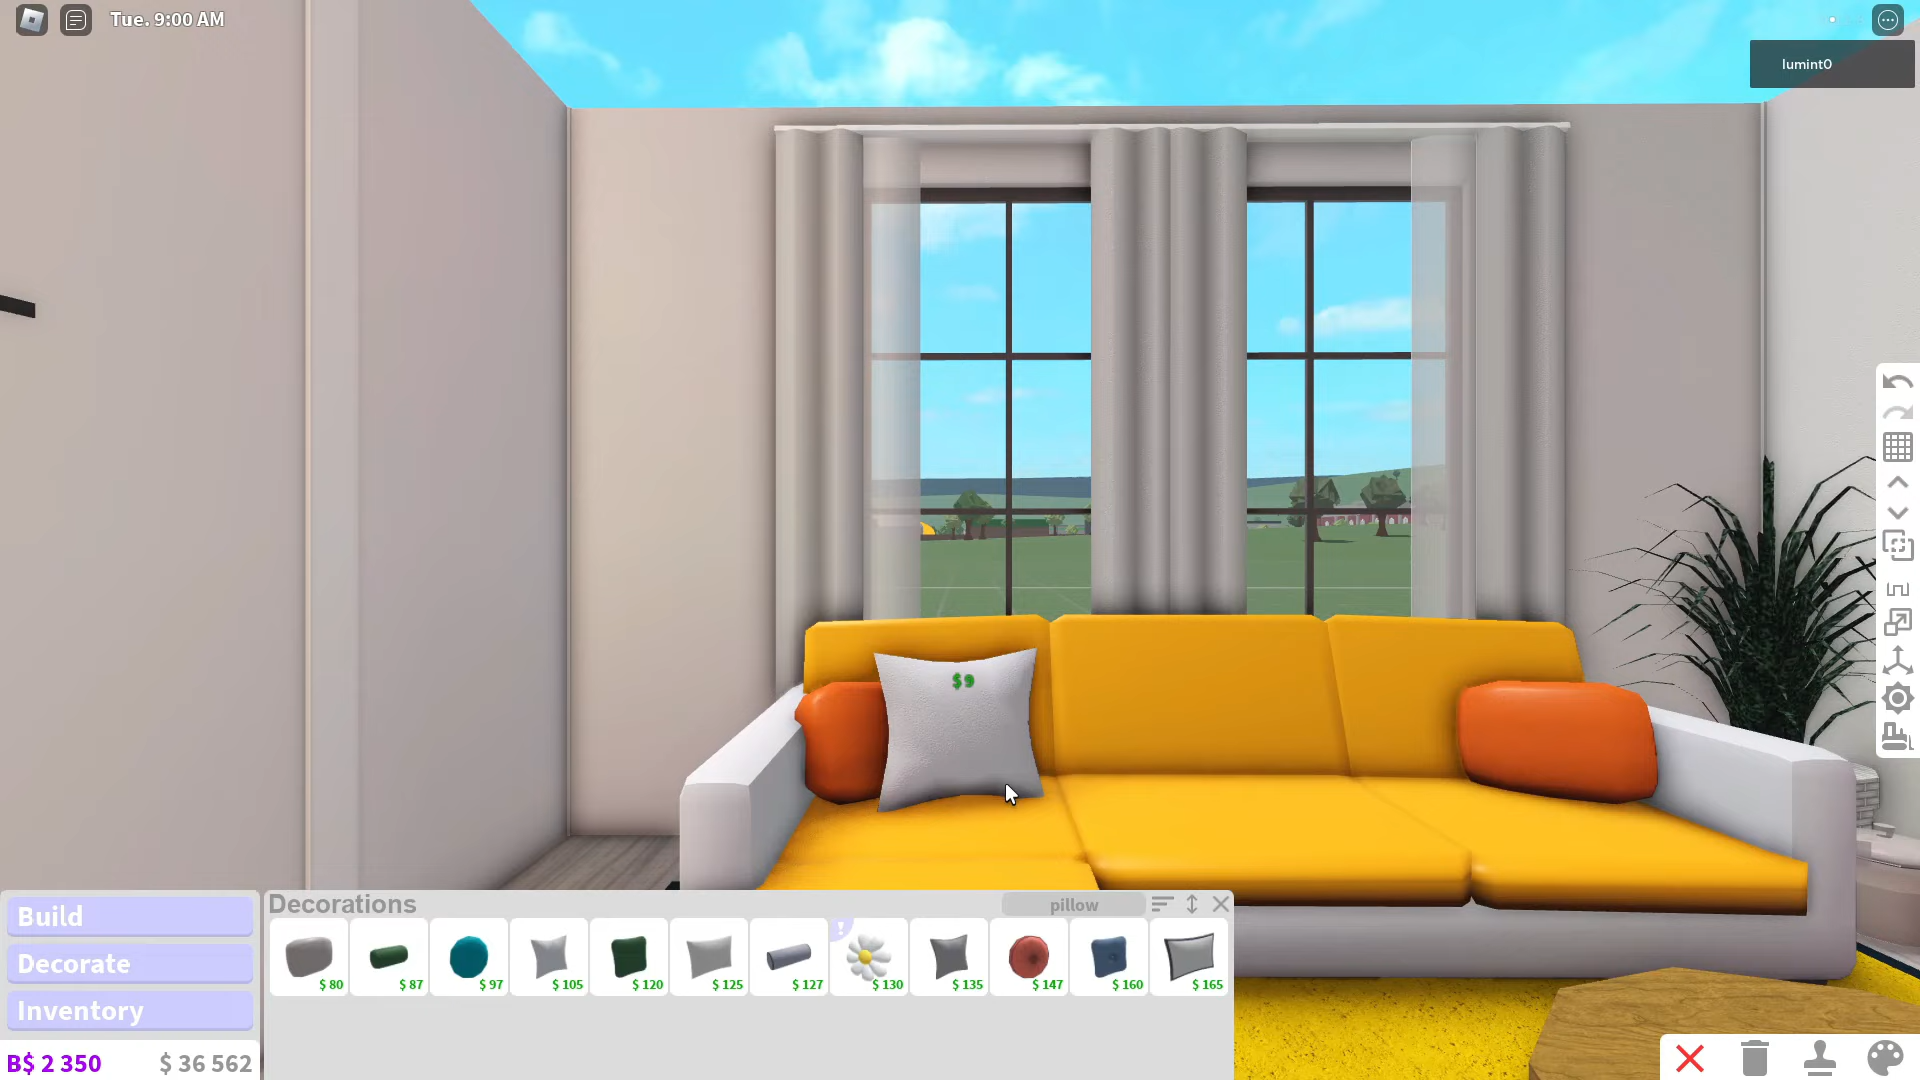 Tue. 9:00 AM
lumint0
$9
Build
Decorate
Inventory
B$ 2 350
$ 36 562
Decorations
pillow
$ 80
$ 87
$ 97
$ 105
$ 120
$ 125
$ 127
!
$ 130
$ 135
$ 147
$ 160
$ 165